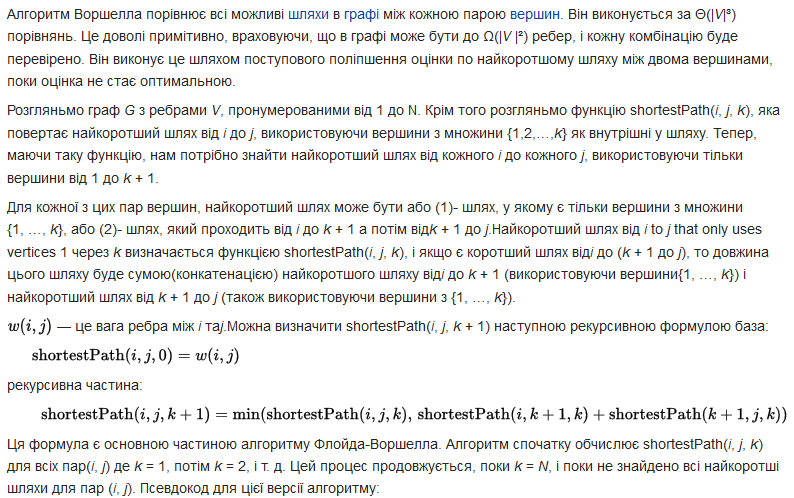 Алгоритм Воршелла порівнює всі можливі шляхи в графі між кожною парою вершин. Він виконується за Θ(|V|³)
порівнянь. Це доволі примітивно, враховуючи, що в графі може бути до Ω(|V |²) ребер, і кожну комбінацію буде
перевірено. Він виконує це шляхом поступового поліпшення оцінки по найкоротшому шляху між двома вершинами,
поки оцінка не стає оптимальною.
Розгляньмо граф G з ребрами V, пронумерованими від 1 до N. Крім того розгляньмо функцію shortestPath(i, j, k), яка
повертає найкоротший шлях від i до j, використовуючи вершини з множини {1,2,…,k} як внутрішні у шляху. Тепер,
маючи таку функцію, нам потрібно знайти найкоротший шлях від кожного i до кожного j, використовуючи тільки
вершини від 1 до k + 1.
Для кожної з цих пар вершин, найкоротший шлях може бути або (1)- шлях, у якому є тільки вершини з множини
{1, …, k}, або (2)- шлях, який проходить від i до k + 1 а потім відk + 1 до j.Найкоротший шлях від i to j that only uses
vertices 1 через k визначається функцією shortestPath(i, j, k), і якщо є коротший шлях відi до (k + 1 до j), то довжина
цього шляху буде сумою(конкатенацією) найкоротшого шляху відi до k + 1 (використовуючи вершини{1, …, k}) і
найкоротший шлях від k + 1 до j (також використовуючи вершини з {1, …, k}).
w(i, j) — це вага ребра між i таj.Можна визначити shortestPath(i, j, k + 1) наступною рекурсивною формулою база:
shortestPath(i, j, 0) = w(i, j)
рекурсивна частина:
shortestPath(i, j, k + 1) = min(shortestPath(i, j, k), shortestPath(i, k + 1, k) + shortestPath(k + 1, j, k))
Ця формула є основною частиною алгоритму Флойда-Воршелла. Алгоритм спочатку обчислює shortestPath(i, j, k)
для всіх пар(i, j) де k = 1, потім k = 2, і т. д. Цей процес продовжується, поки k = N, і поки не знайдено всі найкоротші
шляхи для пар (i, j). Псевдокод для цієї версії алгоритму: